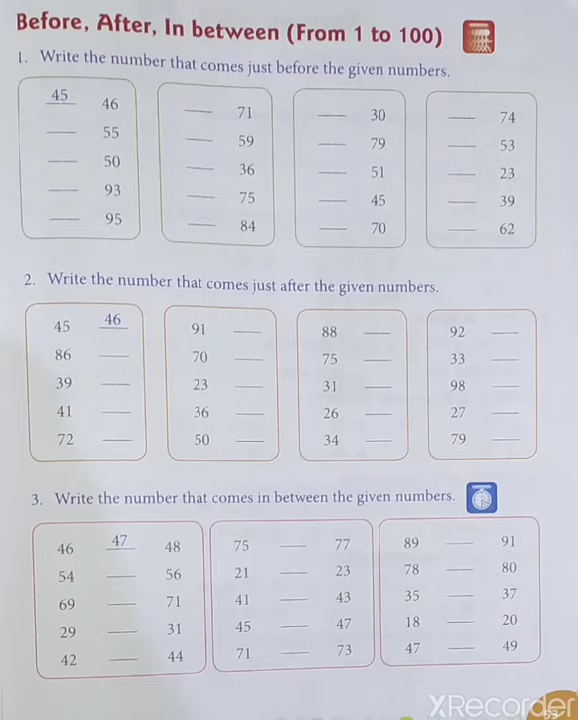 Before, After, In between (From 1 to 100)
1. Write the number that comes just before the given numbers.
45 46 ___ 71 ___ 30 ___ 74
___ 55 ___ 59 ___ 79 ___ 53
___ 50 ___ 36 ___ 51 ___ 23
___ 93 ___ 75 ___ 45 ___ 39
___ 95 ___ 84 ___ 70 ___ 62
2. Write the number that comes just after the given numbers.
45 46 91 ___ 88 ___ 92 ___
86 ___ 70 ___ 75 ___ 33 ___
39 ___ 23 ___ 31 ___ 98 ___
41 ___ 36 ___ 26 ___ 27 ___
72 ___ 50 ___ 34 ___ 79 ___
3. Write the number that comes in between the given numbers.
46 47 48 75 ___ 77 89 ___ 91
54 ___ 56 21 ___ 23 78 ___ 80
69 ___ 71 41 ___ 43 35 ___ 37
29 ___ 31 45 ___ 47 18 ___ 20
42 ___ 44 71 ___ 73 47 ___ 49
XRecorder
53